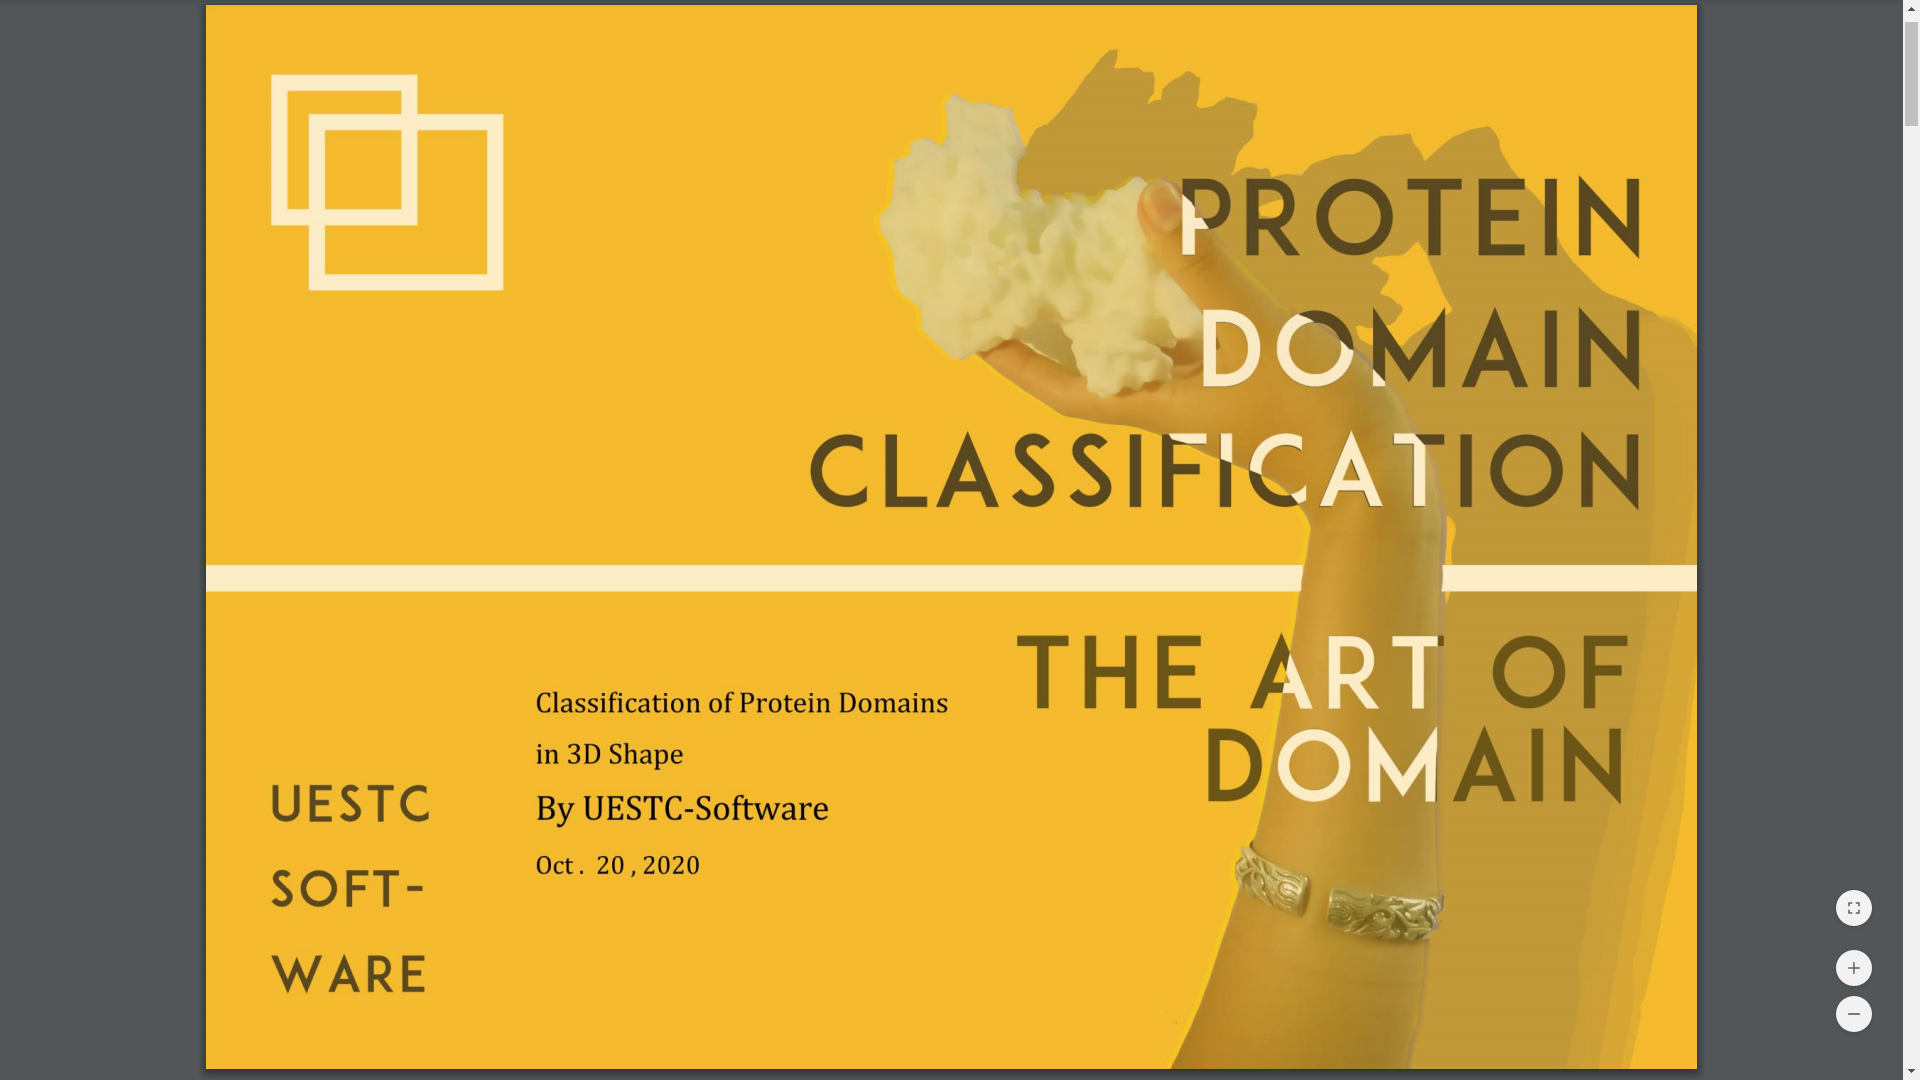 PROTEIN
DOMAIN
CLASSIFICATION
THE ART OF
DOMAIN
Classification of Protein Domains
in 3D Shape
By UESTC-Software
Oct . 20 , 2020
UESTC
SOFT-
WARE